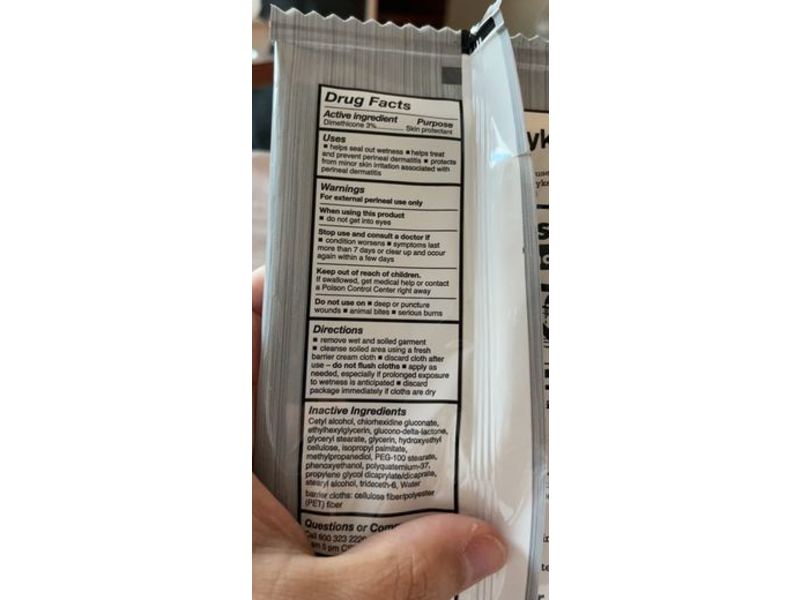 Drug Facts
Active ingredient Purpose
Dimethicone 3% Skin protectant
Uses
■ helps seal out wetness ■ helps treat
and prevent perineal dermatitis ■ protects
from minor skin irritation associated with
perineal dermatitis
Warnings
For external perineal use only
When using this product
■ do not get into eyes
Stop use and consult a doctor if
■ condition worsens ■ symptoms last
more than 7 days or clear up and occur
again within a few days
Keep out of reach of children.
If swallowed, get medical help or contact
a Poison Control Center right away
Do not use on ■ deep or puncture
wounds ■ animal bites ■ serious burns
Directions
■ remove wet and soiled garment
■ cleanse soiled area using a fresh
barrier cream cloth ■ discard cloth after
use – do not flush cloths ■ apply as
needed, especially if prolonged exposure
to wetness is anticipated ■ discard
package immediately if cloths are dry
Inactive Ingredients
Cetyl alcohol, chlorhexidine gluconate,
ethylhexylglycerin, glucono-delta-lactone,
glyceryl stearate, glycerin, hydroxyethyl
cellulose, isopropyl palmitate,
methylpropanediol, PEG-100 stearate,
phenoxyethanol, polyquaternium-37,
propylene glycol dicaprylate/dicaprate,
stearyl alcohol, trideceth-6, Water
barrier cloths: cellulose fiber/polyester
(PET) fiber
Questions or Com
Call 800 323 222
am 5 pm